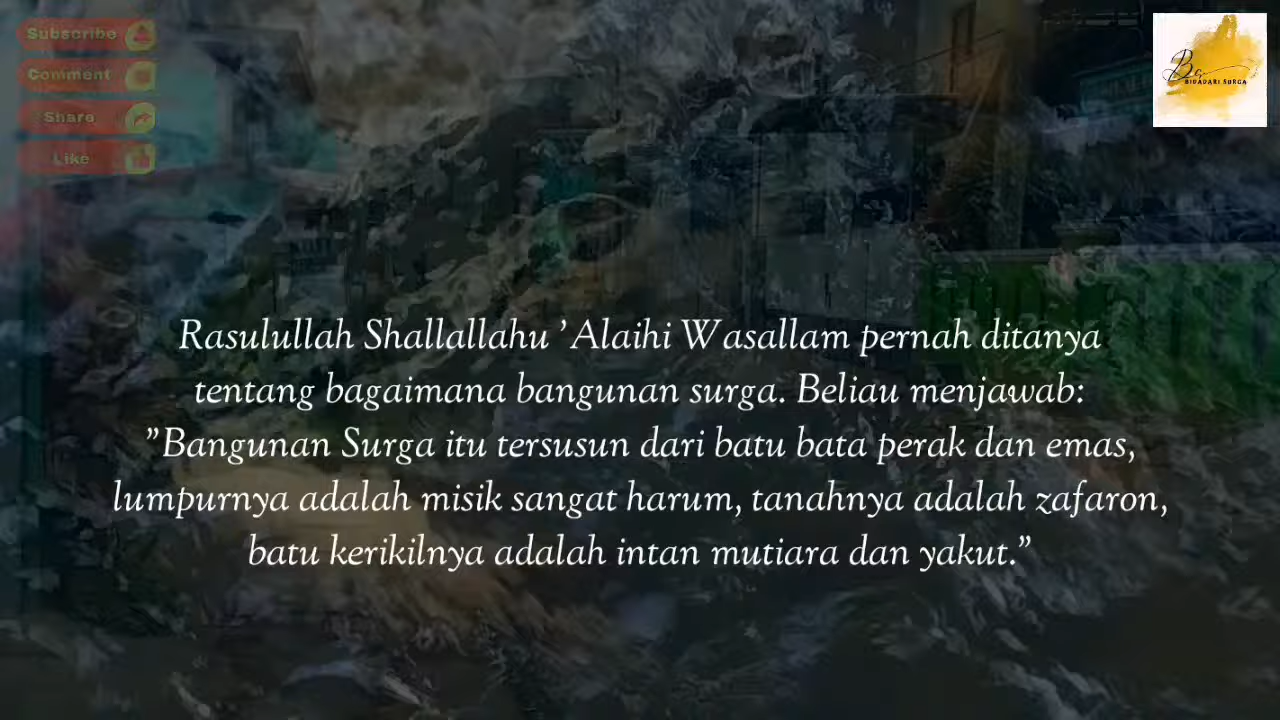 Subscribe
Comment
Share
Like
BIDADARI SURGA
Rasulullah Shallallahu ’Alaihi Wasallam pernah ditanya
tentang bagaimana bangunan surga. Beliau menjawab:
”Bangunan Surga itu tersusun dari batu bata perak dan emas,
lumpurnya adalah misik sangat harum, tanahnya adalah zafaron,
batu kerikilnya adalah intan mutiara dan yakut.”